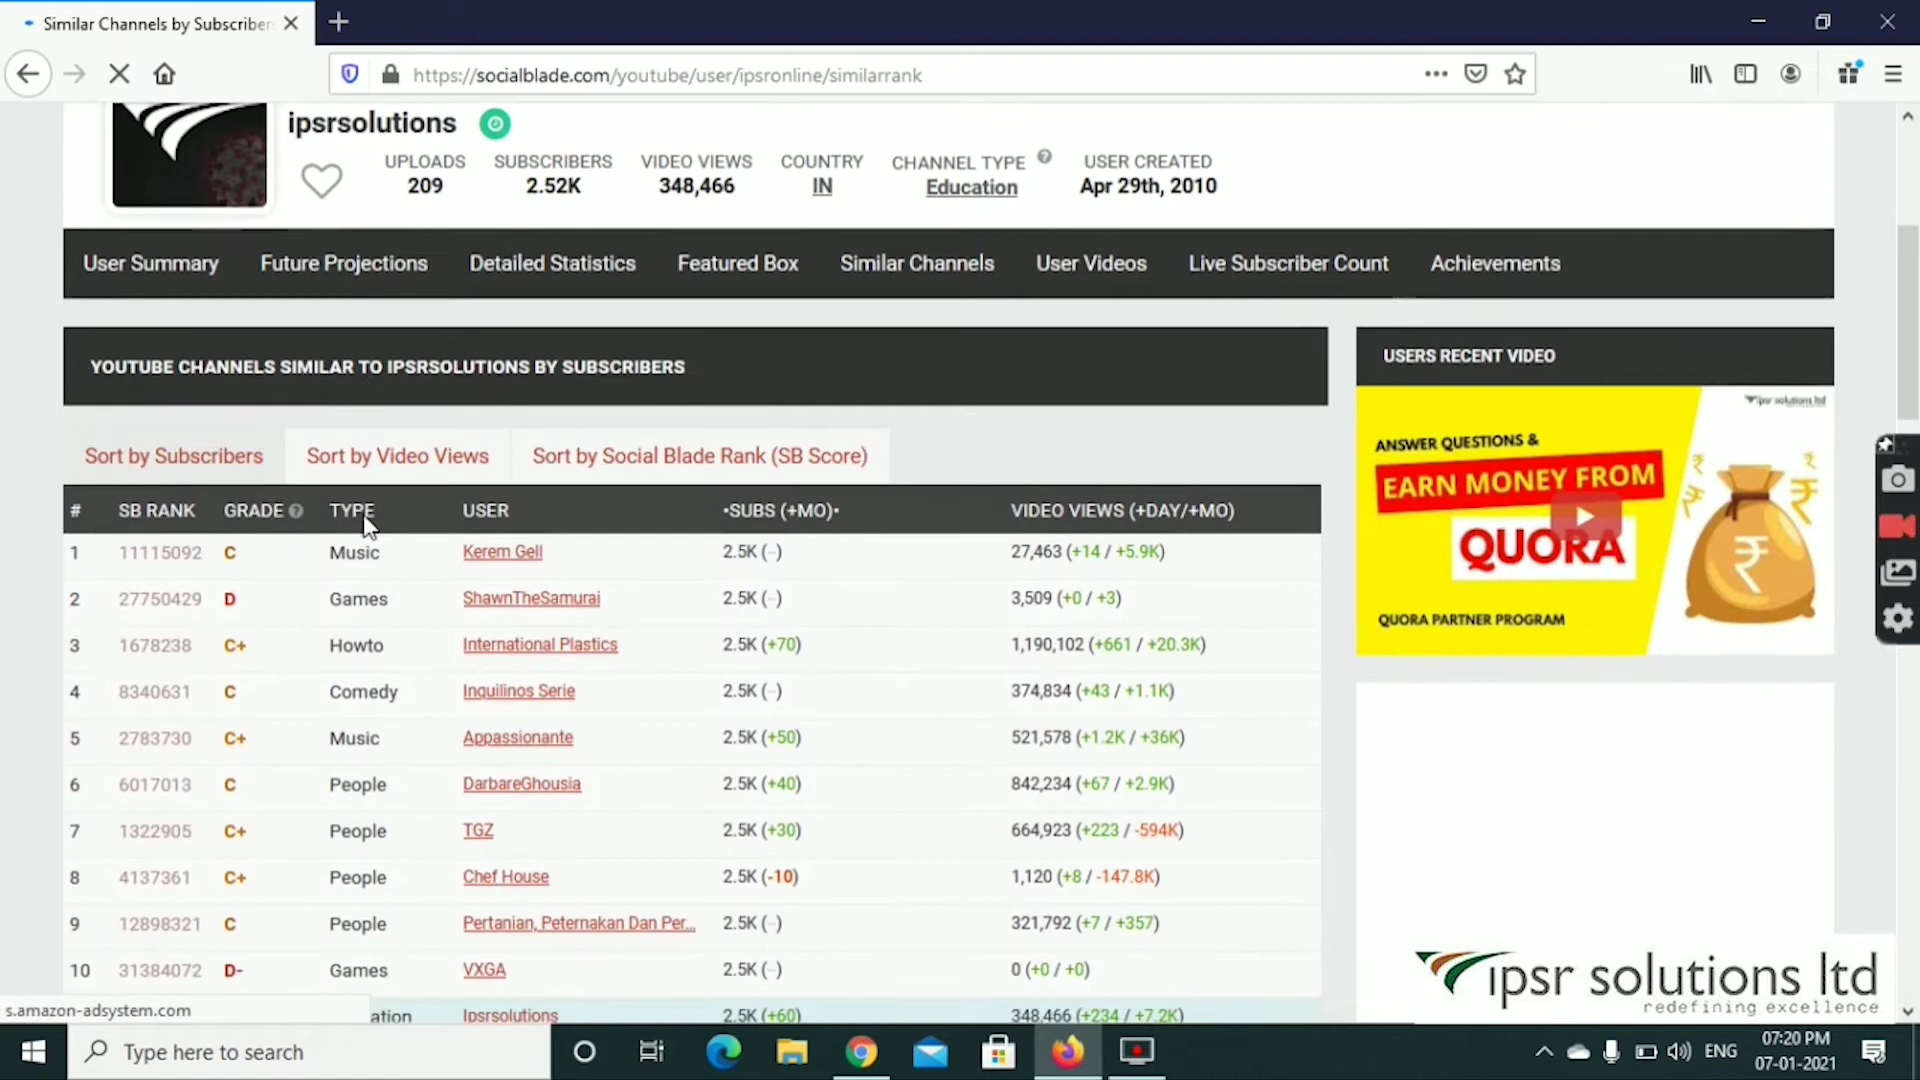 Similar Channels by Subscriber
https://socialblade.com/youtube/user/ipsronline/similarrank
ipsrsolutions
UPLOADS SUBSCRIBERS VIDEO VIEWS COUNTRY CHANNEL TYPE USER CREATED
209 2.52K 348,466 IN Education Apr 29th, 2010
User Summary Future Projections Detailed Statistics Featured Box Similar Channels User Videos Live Subscriber Count Achievements
YOUTUBE CHANNELS SIMILAR TO IPSRSOLUTIONS BY SUBSCRIBERS
Sort by Subscribers Sort by Video Views Sort by Social Blade Rank (SB Score)
# SB RANK GRADE TYPE USER •SUBS (+MO)• VIDEO VIEWS (+DAY/+MO)
1 11115092 C Music Kerem Gell 2.5K (--) 27,463 (+14 / +5.9K)
2 27750429 D Games ShawnTheSamurai 2.5K (--) 3,509 (+0 / +3)
3 1678238 C+ Howto International Plastics 2.5K (+70) 1,190,102 (+661 / +20.3K)
4 8340631 C Comedy Inquilinos Serie 2.5K (--) 374,834 (+43 / +1.1K)
5 2783730 C+ Music Appassionante 2.5K (+50) 521,578 (+1.2K / +36K)
6 6017013 C People DarbareGhousia 2.5K (+40) 842,234 (+67 / +2.9K)
7 1322905 C+ People TGZ 2.5K (+30) 664,923 (+223 / -594K)
8 4137361 C+ People Chef House 2.5K (-10) 1,120 (+8 / -147.8K)
9 12898321 C People Pertanian, Peternakan Dan Per... 2.5K (--) 321,792 (+7 / +357)
10 31384072 D- Games VXGA 2.5K (--) 0 (+0 / +0)
ation Ipsrsolutions 2.5K (+60) 348,466 (+234 / +7.2K)
USERS RECENT VIDEO
ipsr solutions ltd
ANSWER QUESTIONS &
EARN MONEY FROM
QUORA
QUORA PARTNER PROGRAM
ipsr solutions ltd
redefining excellence
s.amazon-adsystem.com
Type here to search
ENG
07:20 PM
07-01-2021